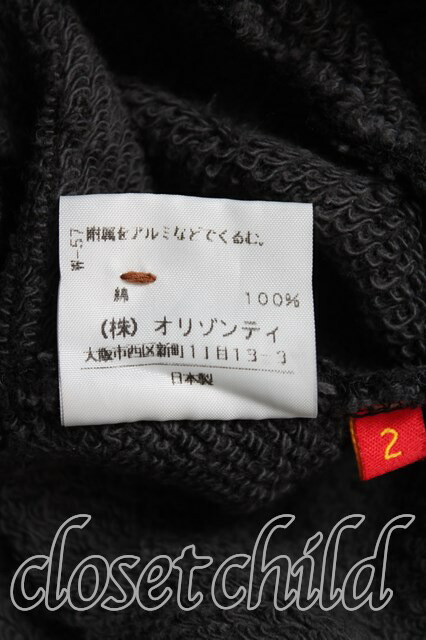 附属をアルミなどでくるむ。
W-57
綿 100%
(株) オリゾンティ
大阪市西区新町1丁目13-3
日本製
2
closet child